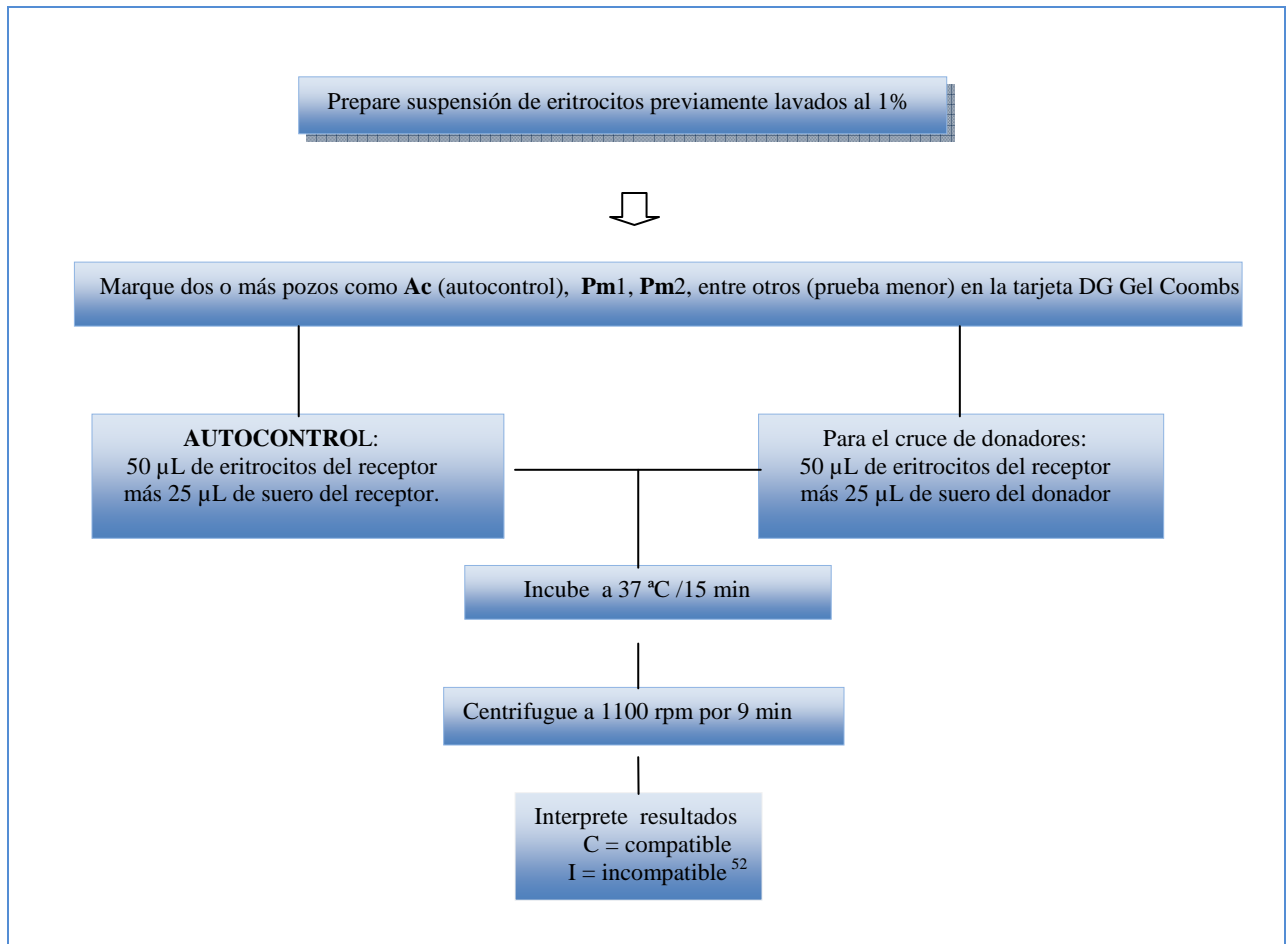 Prepare suspensión de eritrocitos previamente lavados al 1%
Marque dos o más pozos como Ac (autocontrol), Pm1, Pm2, entre otros (prueba menor) en la tarjeta DG Gel Coombs
AUTOCONTROL:
50 µL de eritrocitos del receptor
más 25 µL de suero del receptor.
Para el cruce de donadores:
50 µL de eritrocitos del receptor
más 25 µL de suero del donador
Incube a 37 ªC /15 min
Centrifugue a 1100 rpm por 9 min
Interprete resultados
C = compatible
I = incompatible 52